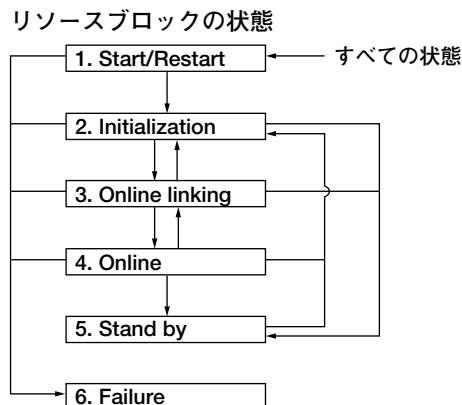 リソースブロックの状態
1. Start/Restart
すべての状態
2. Initialization
3. Online linking
4. Online
5. Stand by
6. Failure